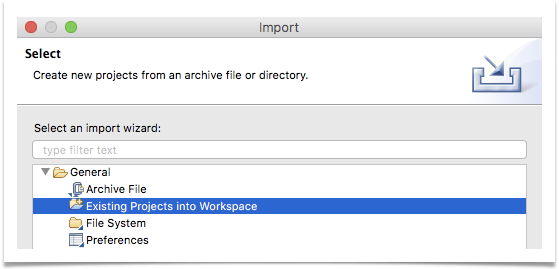 Import
Select
Create new projects from an archive file or directory.
Select an import wizard:
type filter text
General
Archive File
Existing Projects into Workspace
File System
Preferences